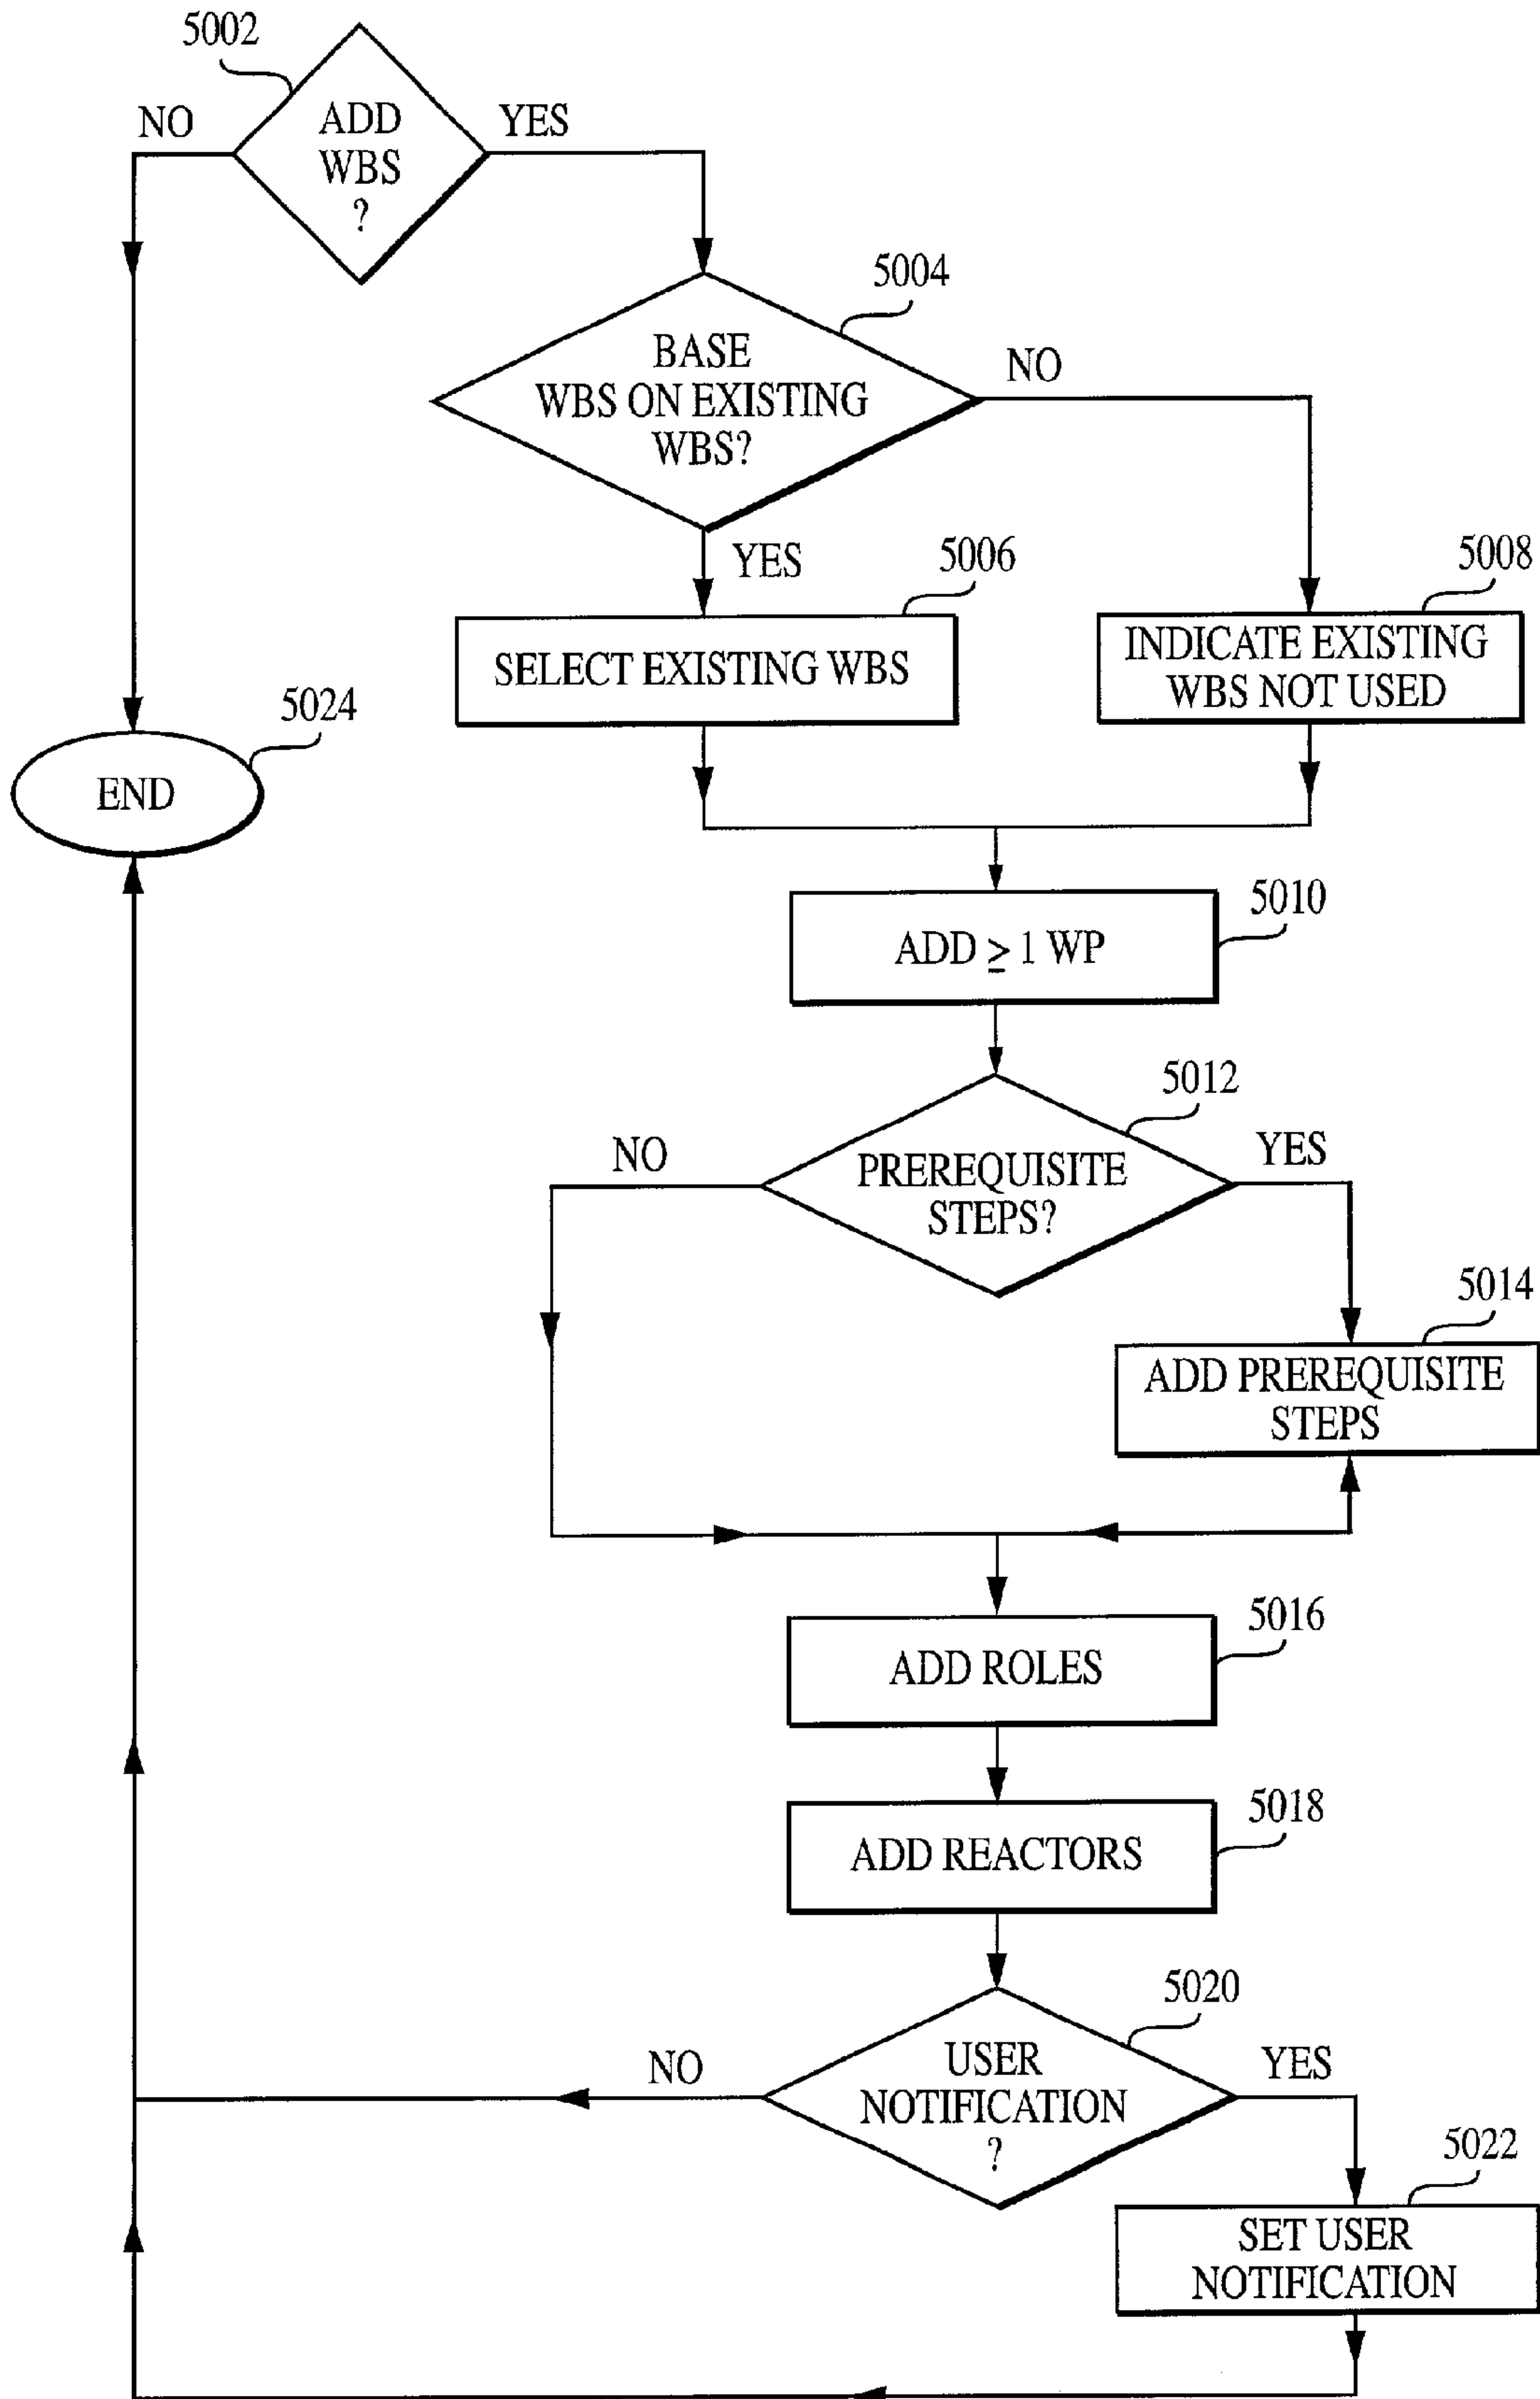 5002
NO
ADD
WBS
?
YES
5004
BASE
WBS ON EXISTING
WBS?
NO
YES
5006
5008
SELECT EXISTING WBS
INDICATE EXISTING
WBS NOT USED
5024
END
5010
ADD ≥ 1 WP
5012
NO
PREREQUISITE
STEPS?
YES
5014
ADD PREREQUISITE
STEPS
5016
ADD ROLES
5018
ADD REACTORS
5020
NO
USER
NOTIFICATION
?
YES
5022
SET USER
NOTIFICATION